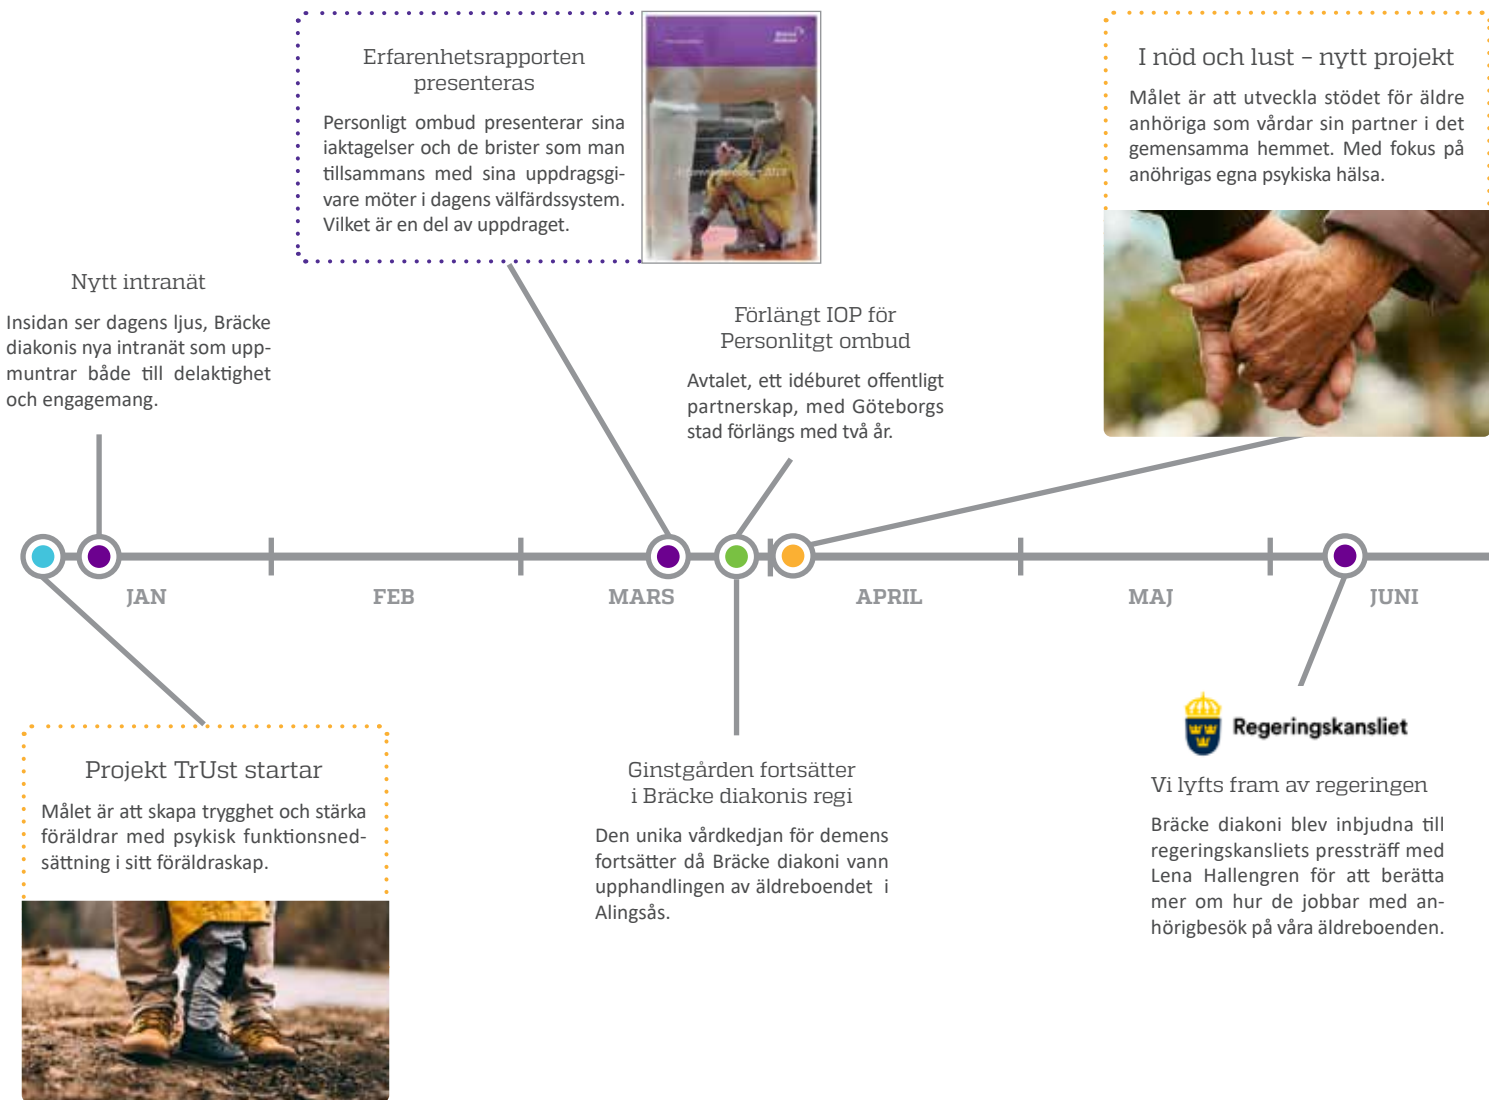 Erfarenhetsrapporten
presenteras
Personligt ombud presenterar sina
iaktagelser och de brister som man
tillsammans med sina uppdragsgi-
vare möter i dagens välfärdssystem.
Vilket är en del av uppdraget.
Bräcke
diakoni
2019
I nöd och lust – nytt projekt
Målet är att utveckla stödet för äldre
anhöriga som vårdar sin partner i det
gemensamma hemmet. Med fokus på
anöhrigas egna psykiska hälsa.
Nytt intranät
Insidan ser dagens ljus, Bräcke
diakonis nya intranät som upp-
muntrar både till delaktighet
och engagemang.
Förlängt IOP för
Personlitgt ombud
Avtalet, ett idéburet offentligt
partnerskap, med Göteborgs
stad förlängs med två år.
JAN
FEB
MARS
APRIL
MAJ
JUNI
Projekt TrUst startar
Målet är att skapa trygghet och stärka
föräldrar med psykisk funktionsned-
sättning i sitt föräldraskap.
Ginstgården fortsätter
i Bräcke diakonis regi
Den unika vårdkedjan för demens
fortsätter då Bräcke diakoni vann
upphandlingen av äldreboendet i
Alingsås.
Regeringskansliet
Vi lyfts fram av regeringen
Bräcke diakoni blev inbjudna till
regeringskansliets pressträff med
Lena Hallengren för att berätta
mer om hur de jobbar med an-
hörigbesök på våra äldreboenden.